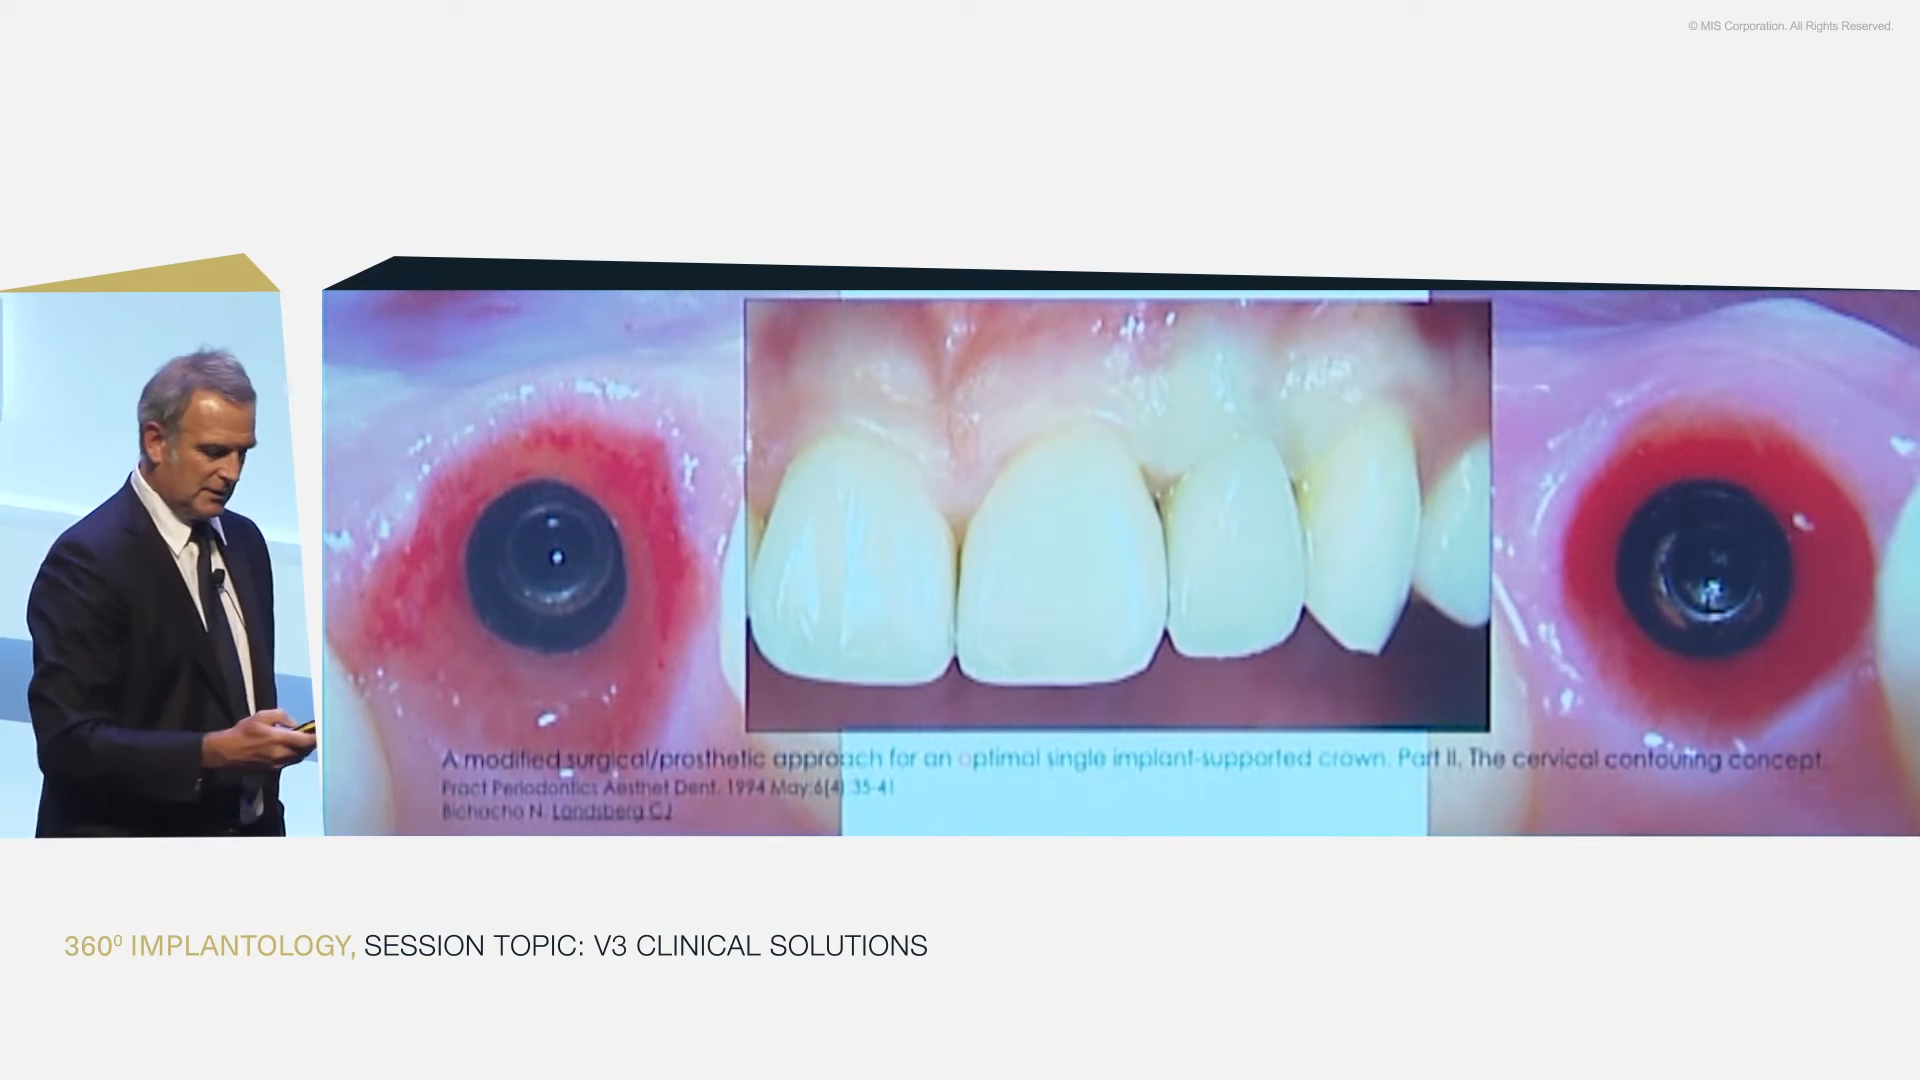 © MIS Corporation. All Rights Reserved.
A modified surgical/prosthetic approach for an optimal single implant-supported crown. Part II. The cervical contouring concept.
Pract Periodontics Aesthet Dent. 1994 May;6(4):35-41
Bichacho N, Landsberg CJ
360⁰ IMPLANTOLOGY, SESSION TOPIC: V3 CLINICAL SOLUTIONS